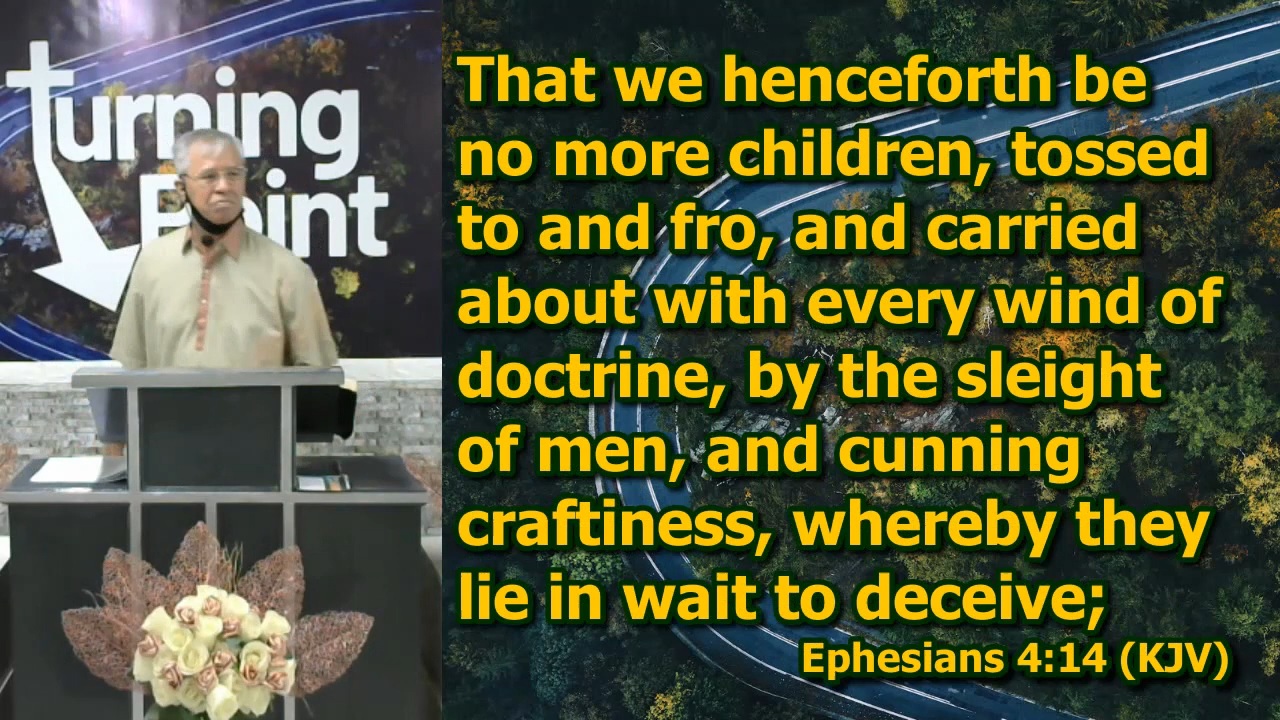 turning
Point
That we henceforth be
no more children, tossed
to and fro, and carried
about with every wind of
doctrine, by the sleight
of men, and cunning
craftiness, whereby they
lie in wait to deceive;
Ephesians 4:14 (KJV)